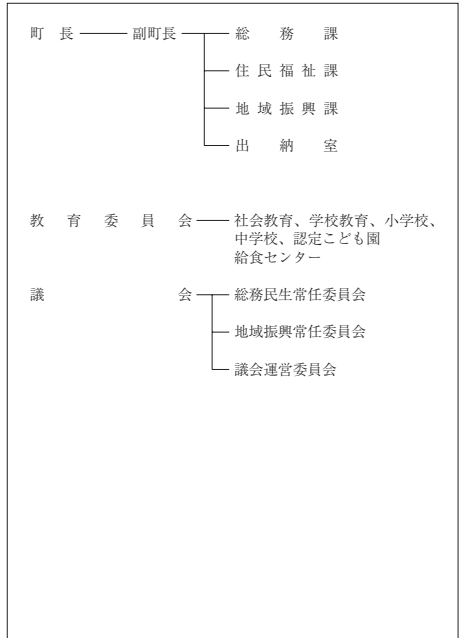 町長 副町長 総務課
住民福祉課
地域振興課
出納室
教育委員会 社会教育、学校教育、小学校、
中学校、認定こども園
給食センター
議会 総務民生常任委員会
地域振興常任委員会
議会運営委員会